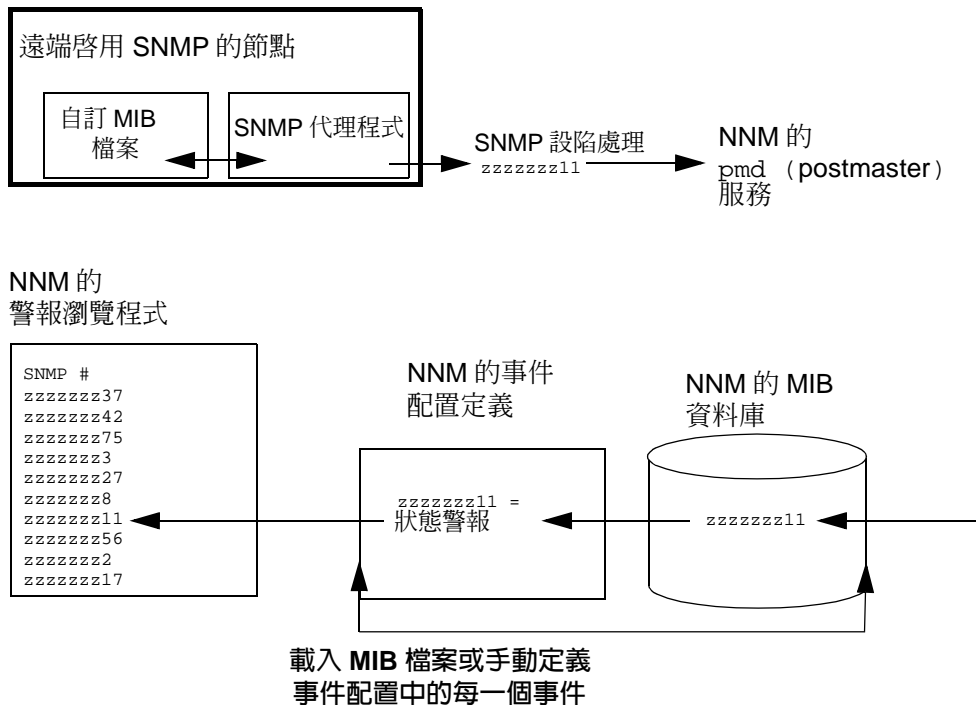 遠端啓用 SNMP 的節點
自訂 MIB
檔案
SNMP 代理程式
SNMP 設陷處理
zzzzzzz11
NNM 的
pmd （postmaster）
服務
NNM 的
警報瀏覽程式
SNMP #
zzzzzzz37
zzzzzzz42
zzzzzzz75
zzzzzzz3
zzzzzzz27
zzzzzzz8
zzzzzzz11
zzzzzzz56
zzzzzzz2
zzzzzzz17
NNM 的事件
配置定義
zzzzzzz11 =
狀態警報
NNM 的 MIB
資料庫
zzzzzzz11
載入 MIB 檔案或手動定義
事件配置中的每一個事件